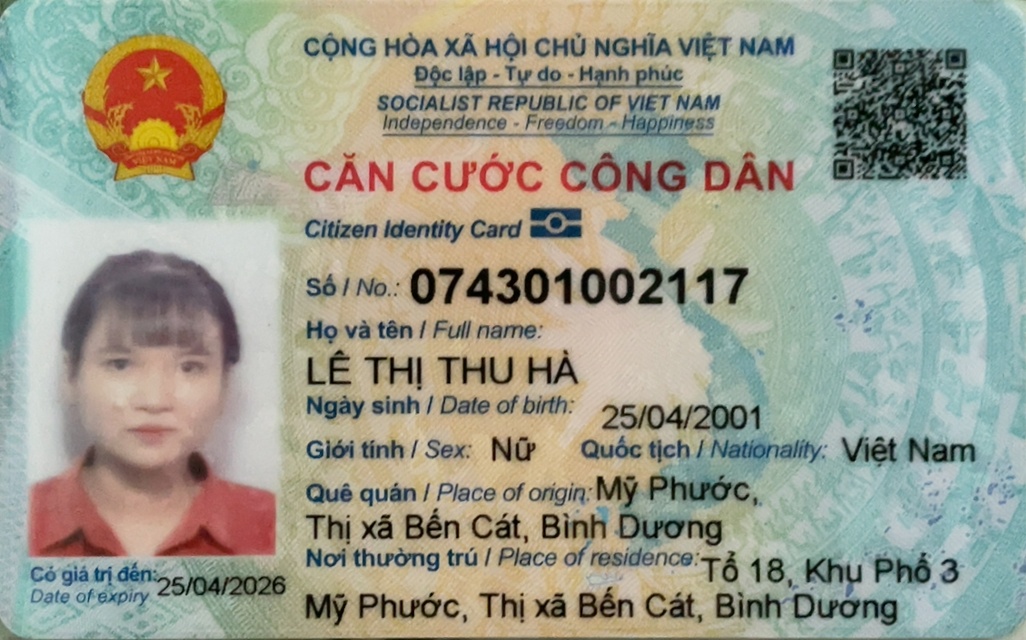 CỘNG HÒA XÃ HỘI CHỦ NGHĨA VIỆT NAM
Độc lập - Tự do - Hạnh phúc
SOCIALIST REPUBLIC OF VIET NAM
Independence - Freedom - Happiness
VIỆT NAM
CĂN CƯỚC CÔNG DÂN
Citizen Identity Card
Số / No.: 074301002117
Họ và tên / Full name:
LÊ THỊ THU HÀ
Ngày sinh / Date of birth: 25/04/2001
Giới tính / Sex: Nữ Quốc tịch / Nationality: Việt Nam
Quê quán / Place of origin: Mỹ Phước,
Thị xã Bến Cát, Bình Dương
Nơi thường trú / Place of residence: Tổ 18, Khu Phố 3
Mỹ Phước, Thị xã Bến Cát, Bình Dương
Có giá trị đến: 25/04/2026
Date of expiry